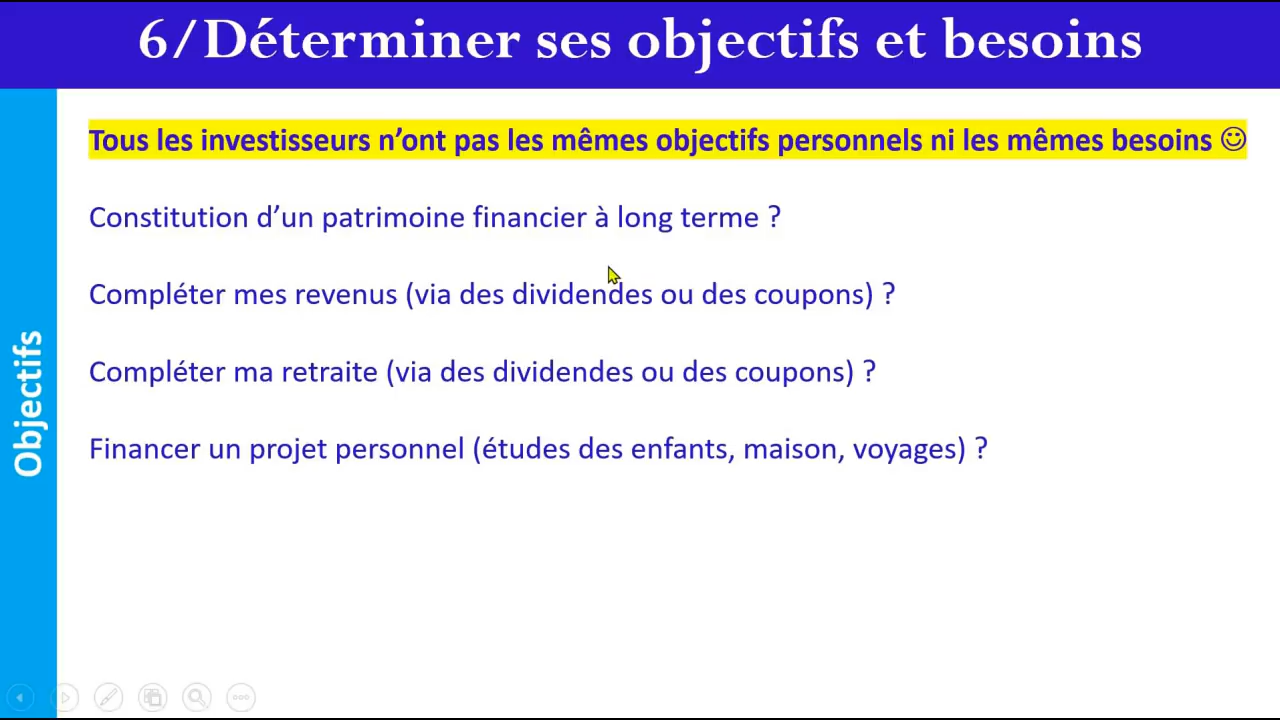 6/Déterminer ses objectifs et besoins
Tous les investisseurs n’ont pas les mêmes objectifs personnels ni les mêmes besoins ☺
Constitution d’un patrimoine financier à long terme ?
Compléter mes revenus (via des dividendes ou des coupons) ?
Compléter ma retraite (via des dividendes ou des coupons) ?
Financer un projet personnel (études des enfants, maison, voyages) ?
Objectifs